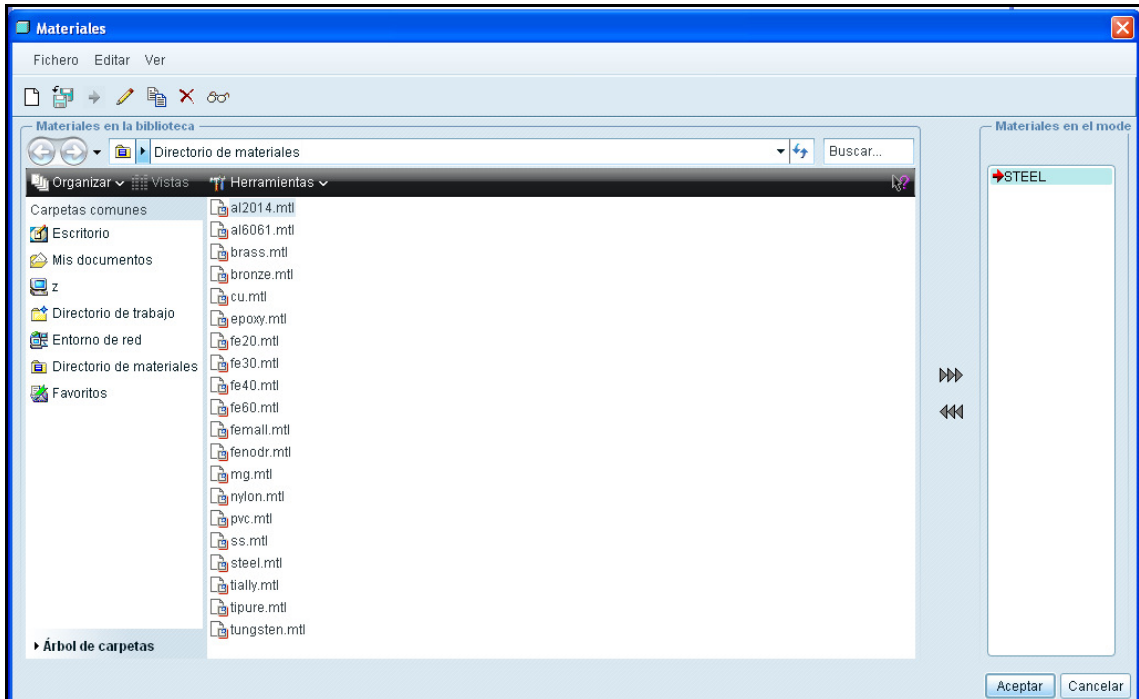 Materiales
Fichero Editar Ver
Materiales en la biblioteca
Directorio de materiales
Buscar...
Organizar Vistas Herramientas
Carpetas comunes
Escritorio
Mis documentos
z
Directorio de trabajo
Entorno de red
Directorio de materiales
Favoritos
Árbol de carpetas
al2014.mtl
al6061.mtl
brass.mtl
bronze.mtl
cu.mtl
epoxy.mtl
fe20.mtl
fe30.mtl
fe40.mtl
fe60.mtl
femall.mtl
fenodr.mtl
mg.mtl
nylon.mtl
pvc.mtl
ss.mtl
steel.mtl
tially.mtl
tipure.mtl
tungsten.mtl
Materiales en el mode
STEEL
Aceptar Cancelar